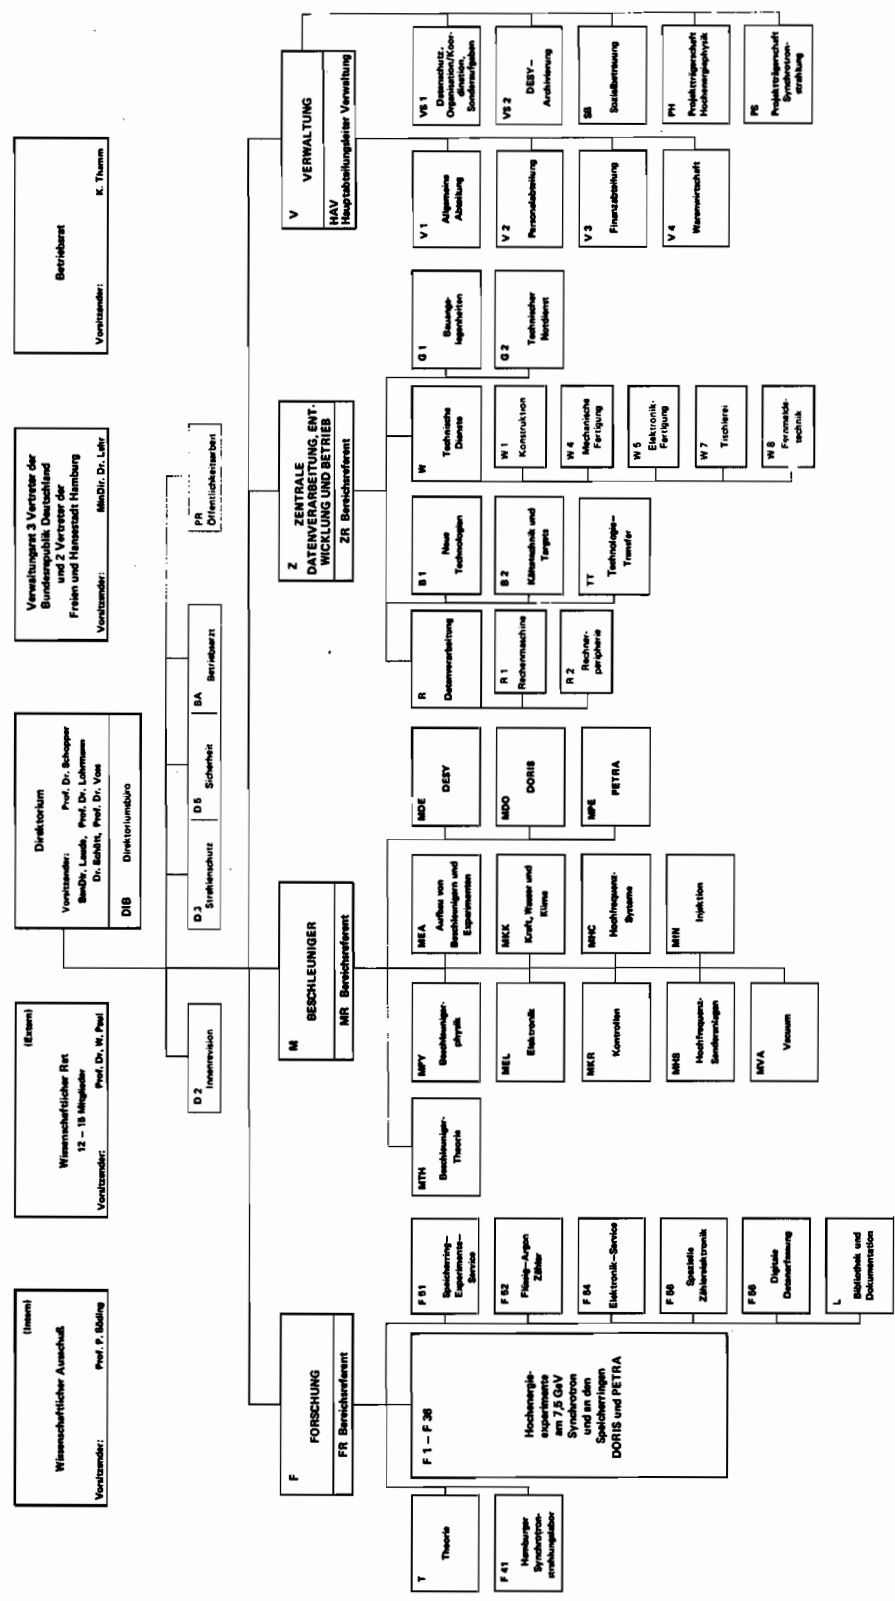 (Intern)
Wissenschaftlicher Ausschuß
Vorsitzender: Prof. P. Söding
(Extern)
Wissenschaftlicher Rat
12 – 15 Mitglieder
Vorsitzender: Prof. Dr. W. Paul
Direktorium
Vorsitzender: Prof. Dr. Schopper
Prof. Dr. Lohrmann
Dr. Schött, Prof. Dr. Voss
DIB Direktoriumsbüro
Verwaltungsrat 3 Vertreter der
Bundesrepublik Deutschland
und 2 Vertreter der
Freien und Hansestadt Hamburg
Vorsitzender: MinDir. Dr. Lehr
Betriebsrat
Vorsitzender: K. Thamm
D 2 Innenrevision
D 3
Strahlenschutz
D 5
Sicherheit
BA
Betriebsarzt
PR
Öffentlichkeitsarbeit
F
FORSCHUNG
FR Bereichsreferent
M
BESCHLEUNIGER
MR Bereichsreferent
Z
ZENTRALE
DATENVERARBEITUNG, ENT-
WICKLUNG UND BETRIEB
ZR Bereichsreferent
V
VERWALTUNG
HAV
Hauptabteilungsleiter Verwaltung
T
Theorie
F 41
Hamburger
Synchrotron-
strahlungslabor
F 1 – F 36
Hochenergie-
experimente
am 7,5 GeV
Synchrotron
und an den
Speicherringen
DORIS und PETRA
F 51
Speicherring–
Experimente–
Service
F 52
Flüssig–Argon
Zähler
Elektronik–Service
Spezielle
Zählerelektronik
Digitale
Datenerfassung
L
Bibliothek und
Dokumentation
MTH
Beschleuniger-
Theorie
MPY
Beschleuniger-
physik
MEL
Elektronik
MKR
Kontrollen
MHS
Hochfrequenz-
Senderanlagen
MVA
Vacuum
MEA
Aufbau von
Beschleunigern und
Experimenten
MKK
Kraft, Wasser und
Klima
MHC
Hochfrequenz-
Systeme
MIN
Injektion
MDE
DESY
MDO
DORIS
MPE
PETRA
R
Datenverarbeitung
R 1
Rechenmaschine
R 2
Rechner-
peripherie
B 1
Neue
Technologien
B 2
Kältetechnik und
Targets
TT
Technologie–
Transfer
W
Technische
Dienste
W 1
Konstruktion
W 4
Mechanische
Fertigung
W 5
Elektronik-
Fertigung
W 7
Tischlerei
W 8
Fernmelde-
technik
G 1
Bauange-
legenheiten
G 2
Technischer
Notdienst
V 1
Allgemeine
Abteilung
V 2
Personalabteilung
V 3
Finanzabteilung
V 4
Warenwirtschaft
VS 1
Datenschutz,
Organisation/Koor-
dination,
Sonderaufgaben
VS 2
DESY–
Archivierung
SB
Sozialbetreuung
PH
Projektträgerschaft
Hochenergiephysik
PS
Projektträgerschaft
Synchrotron-
strahlung